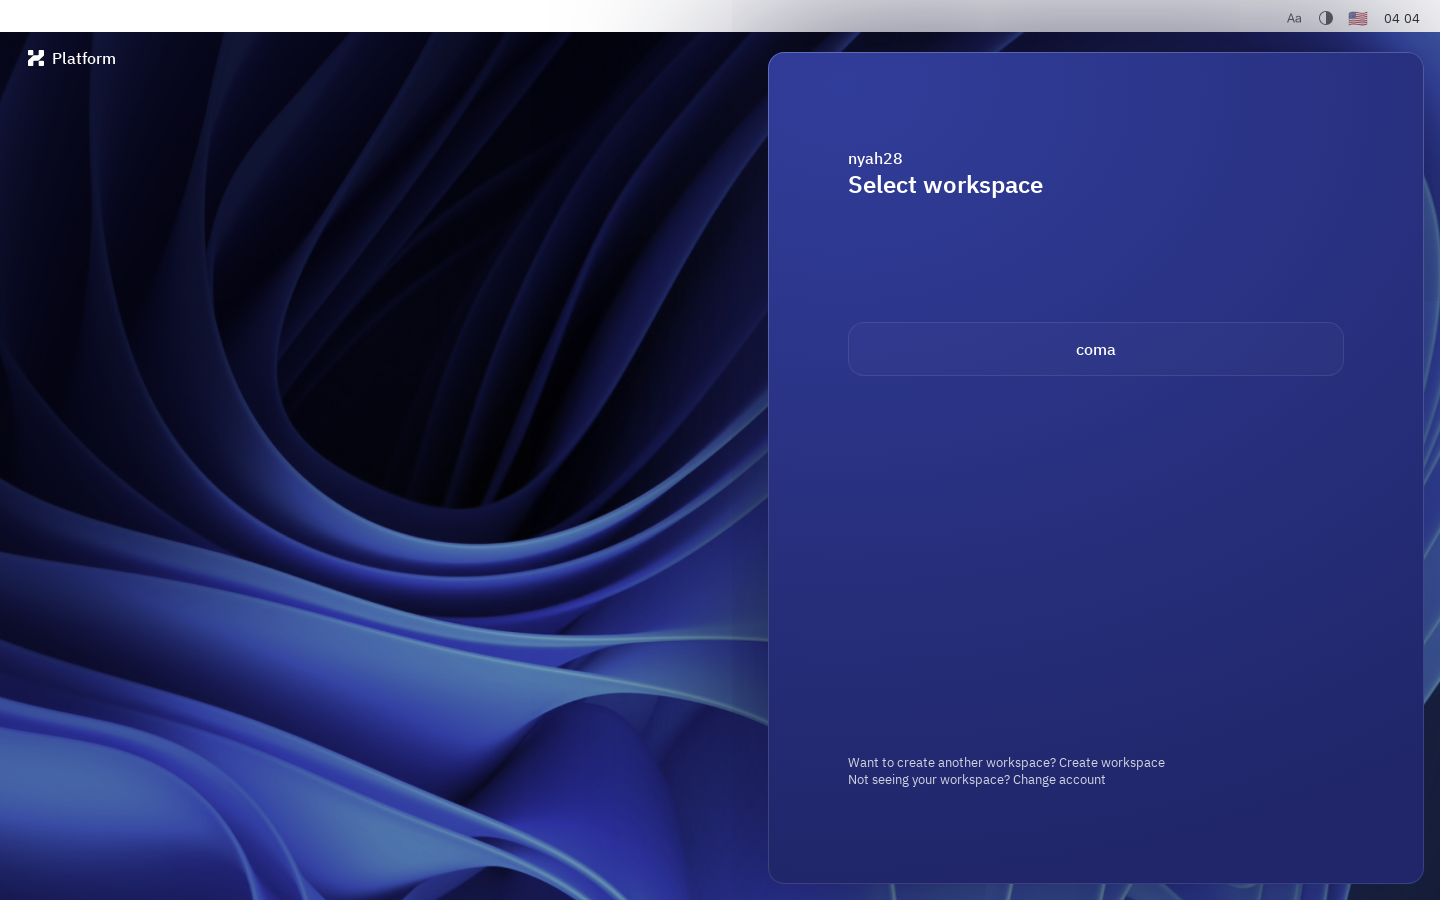 Aa 🇺🇸 04 04
Platform
nyah28
Select workspace
coma
Want to create another workspace? Create workspace
Not seeing your workspace? Change account